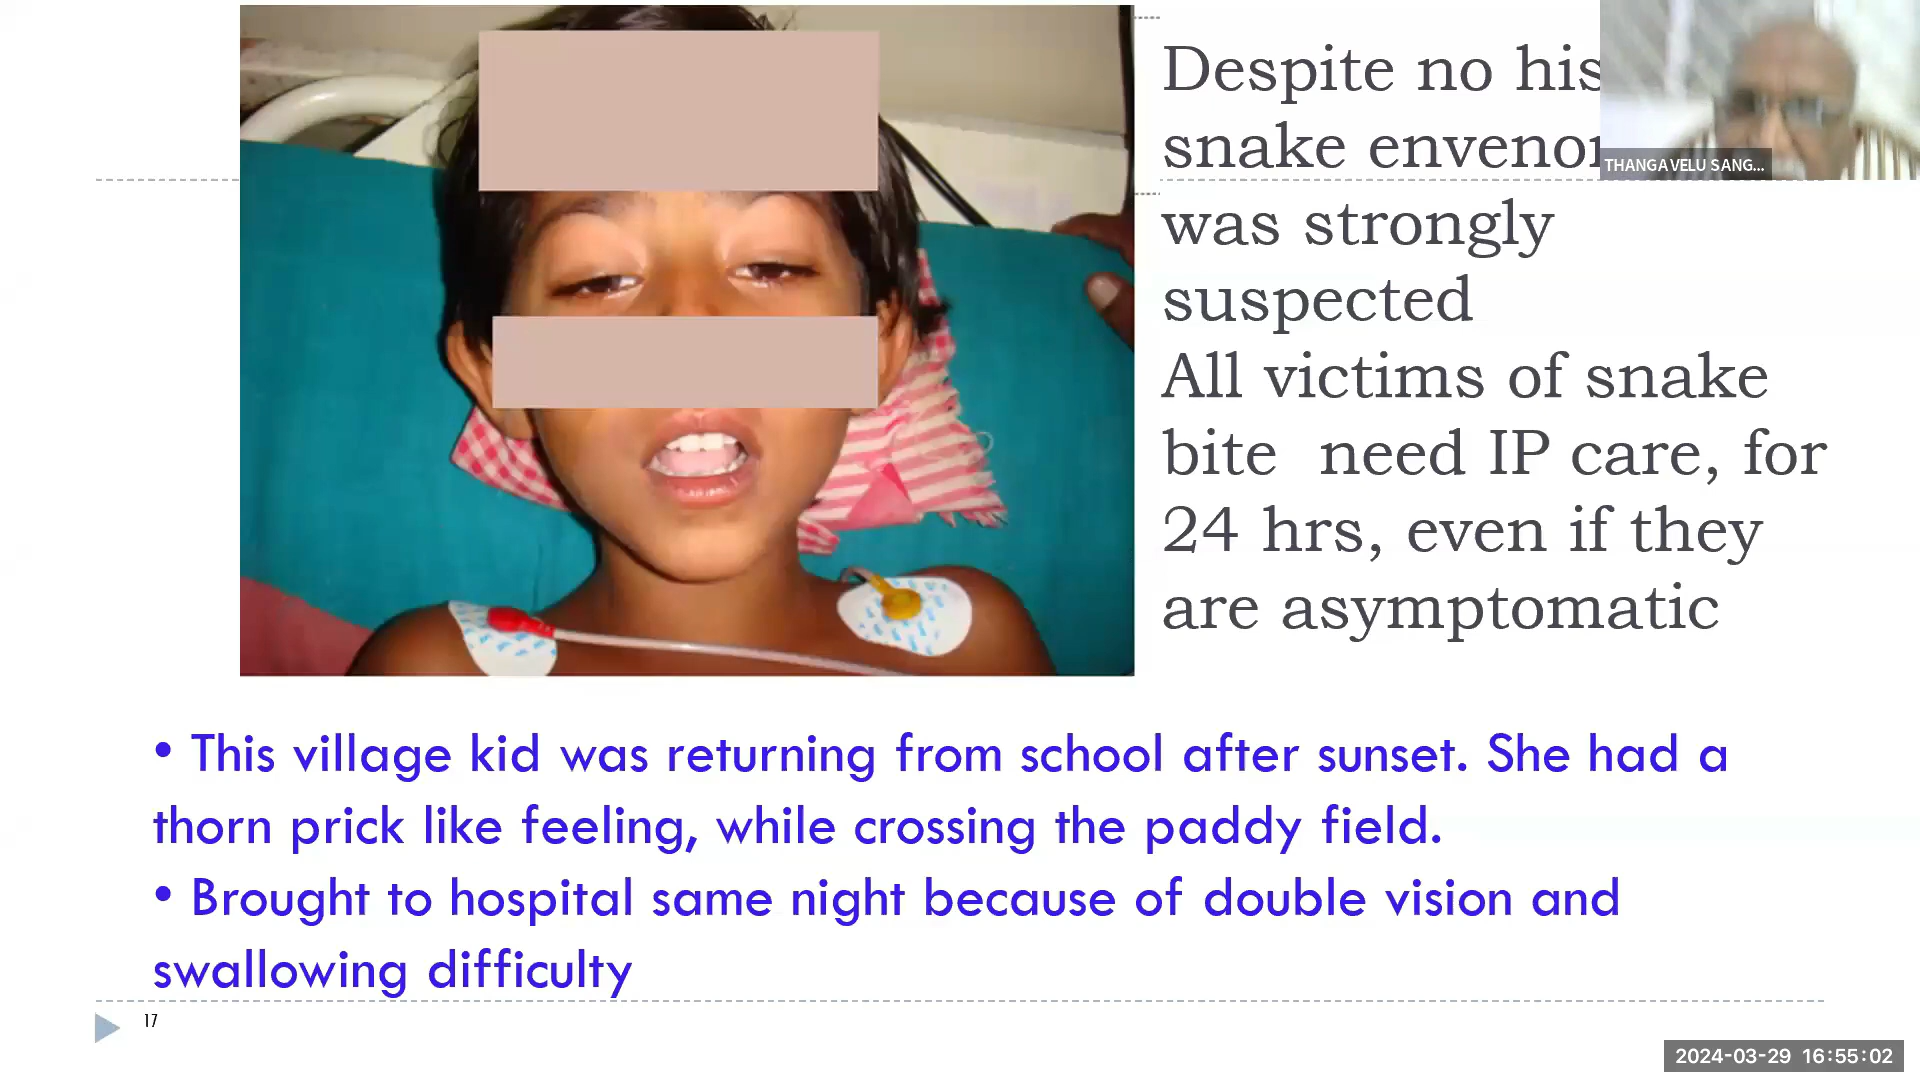 Despite no his
snake enveno
THANGAVELU SANG...
was strongly
suspected
All victims of snake
bite need IP care, for
24 hrs, even if they
are asymptomatic
• This village kid was returning from school after sunset. She had a
thorn prick like feeling, while crossing the paddy field.
• Brought to hospital same night because of double vision and
swallowing difficulty
17
2024-03-29 16:55:02